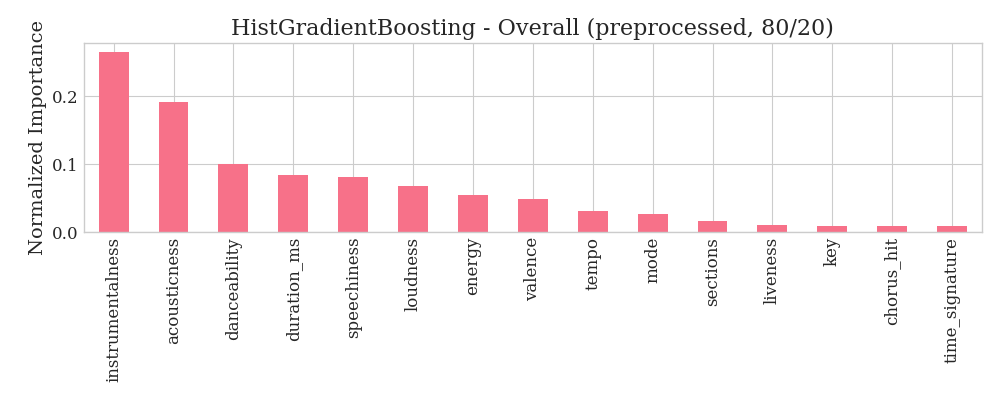 HistGradientBoosting - Overall (preprocessed, 80/20)
Normalized Importance
0.2
0.1
0.0
instrumentalness
acousticness
danceability
duration_ms
speechiness
loudness
energy
valence
tempo
mode
sections
liveness
key
chorus_hit
time_signature